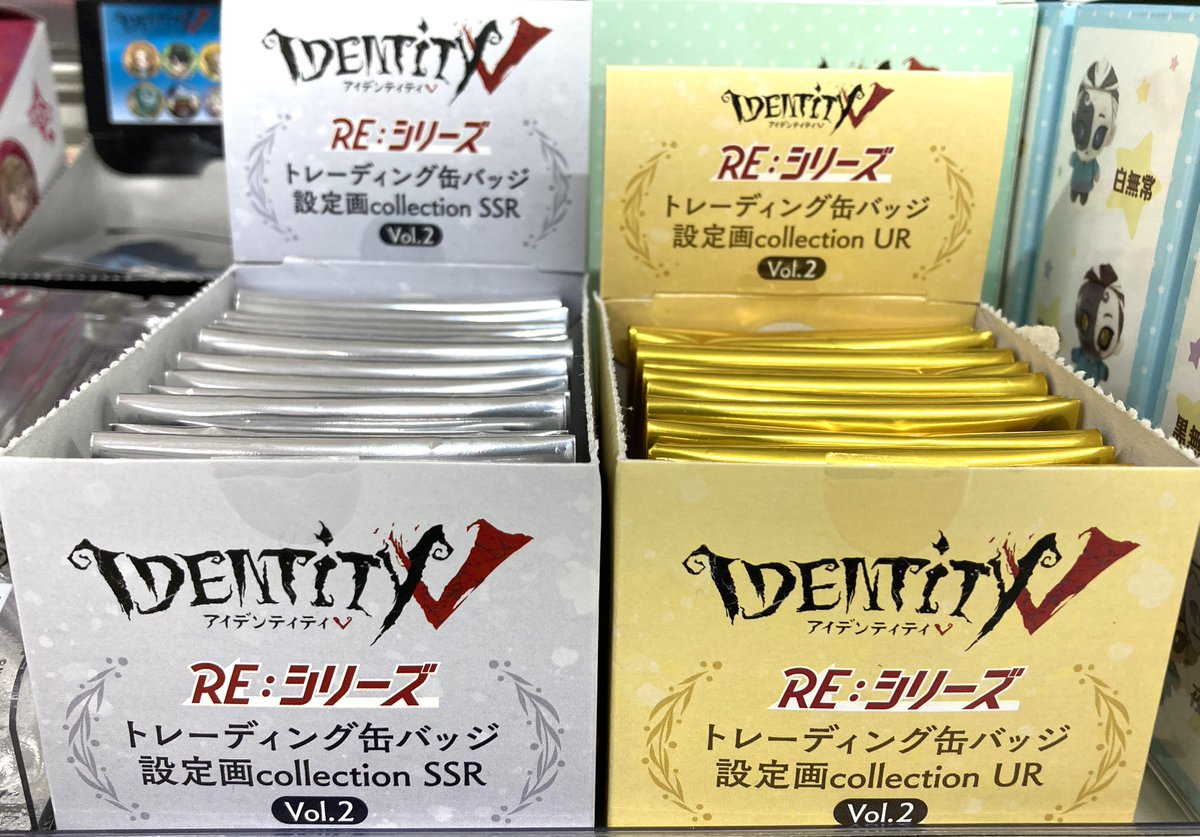 IDENTITY
IDENTITY V
アイデンティティV
RE:シリーズ
トレーディング缶バッジ
設定画collection SSR
Vol.2
IDENTITY V
アイデンティティV
RE:シリーズ
トレーディング缶バッジ
設定画collection UR
Vol.2
白無常
IDENTITY V
アイデンティティV
RE:シリーズ
トレーディング缶バッジ
設定画collection SSR
Vol.2
IDENTITY V
アイデンティティV
RE:シリーズ
トレーディング缶バッジ
設定画collection UR
Vol.2